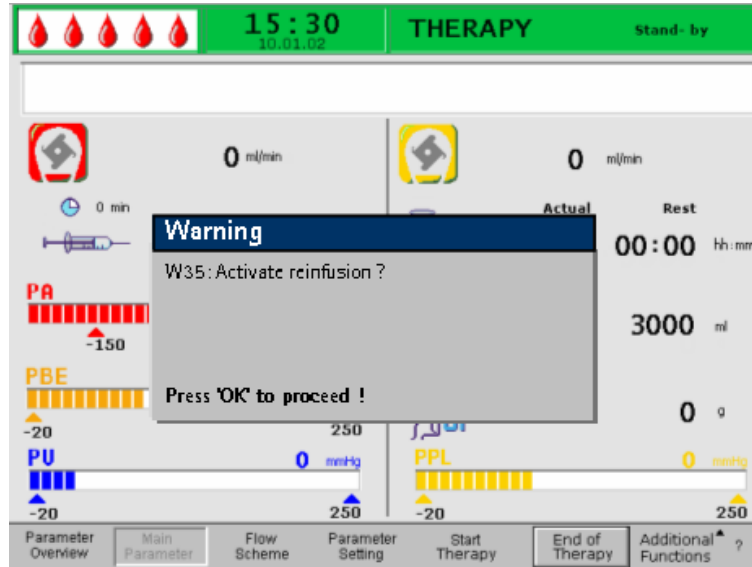 15:30
10.01.02
THERAPY
Stand- by
0 ml/min
0 ml/min
0 min
Actual Rest
Warning
W35: Activate reinfusion ?
Press 'OK' to proceed !
00:00 hh:mm
PA
-150
3000 ml
PBE
-20 250
0 g
PV 0 mmHg
-20 250
PPL 0 mmHg
-20 250
Parameter Overview
Main Parameter
Flow Scheme
Parameter Setting
Start Therapy
End of Therapy
Additional Functions
?